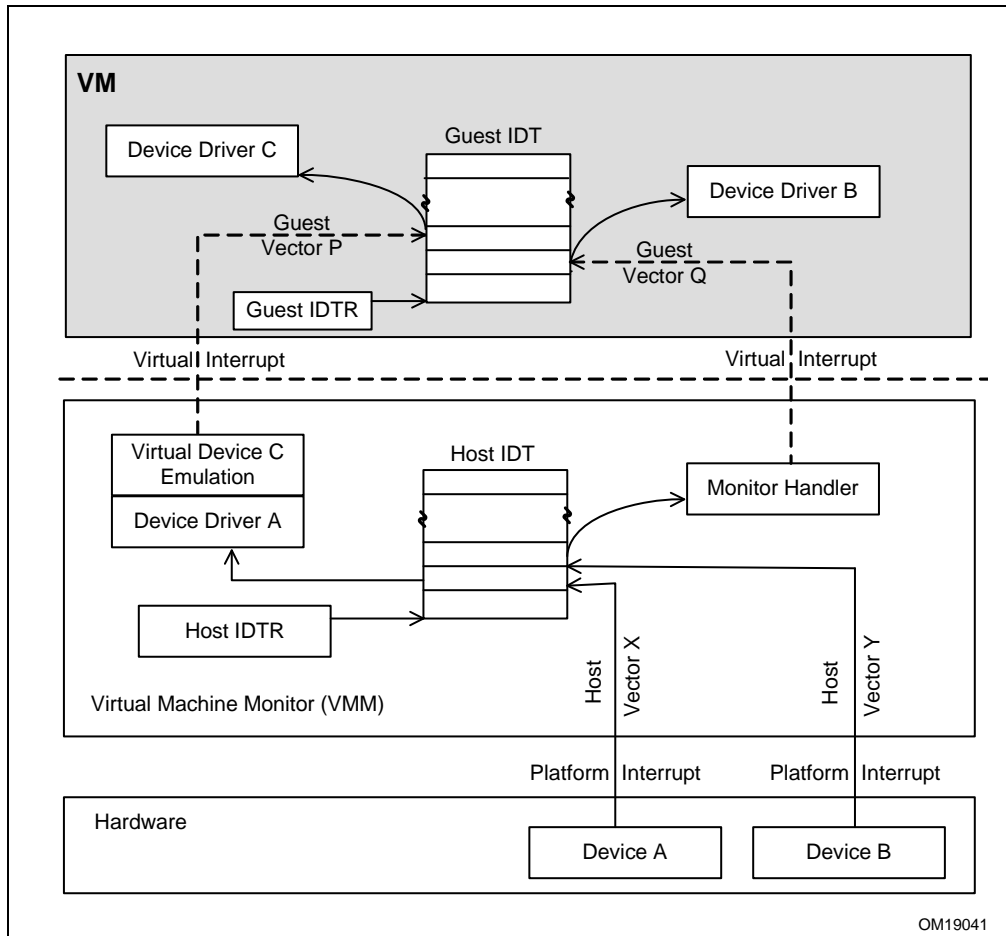 VM
Guest IDT
Device Driver C
Device Driver B
Guest
Vector P
Guest
Vector Q
Guest IDTR
Virtual Interrupt
Virtual Interrupt
Virtual Device C
Emulation
Host IDT
Monitor Handler
Device Driver A
Host IDTR
Host
Vector X
Host
Vector Y
Virtual Machine Monitor (VMM)
Platform Interrupt
Platform Interrupt
Hardware
Device A
Device B
OM19041